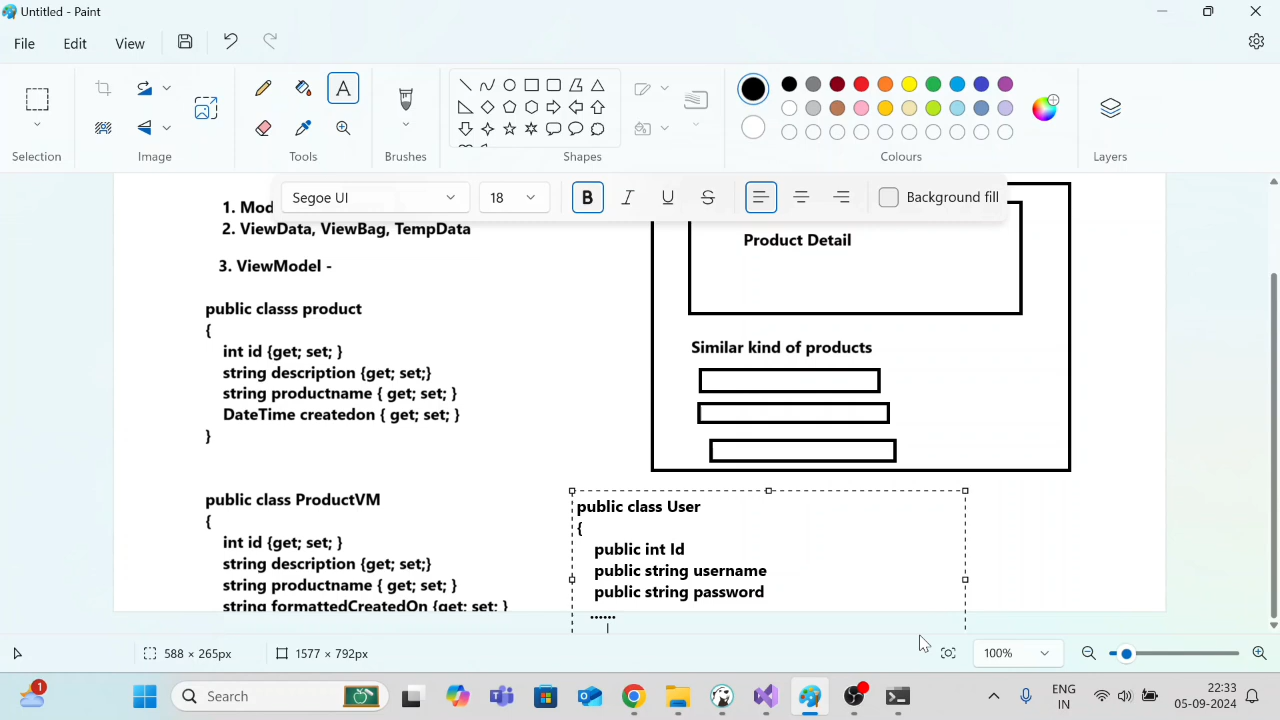 Untitled - Paint
File Edit View
Selection Image Tools Brushes Shapes Colours Layers
Segoe UI 18 B I U S Background fill
1. Mod
2. ViewData, ViewBag, TempData
3. ViewModel -
public classs product
{
int id {get; set; }
string description {get; set;}
string productname { get; set; }
DateTime createdon { get; set; }
}
public class ProductVM
{
int id {get; set; }
string description {get; set;}
string productname { get; set; }
string formattedCreatedOn {get; set; }
Product Detail
Similar kind of products
public class User
{
public int Id
public string username
public string password
......
588 × 265px 1577 × 792px 100%
1 Search ENG IN 22:33 05-09-2024